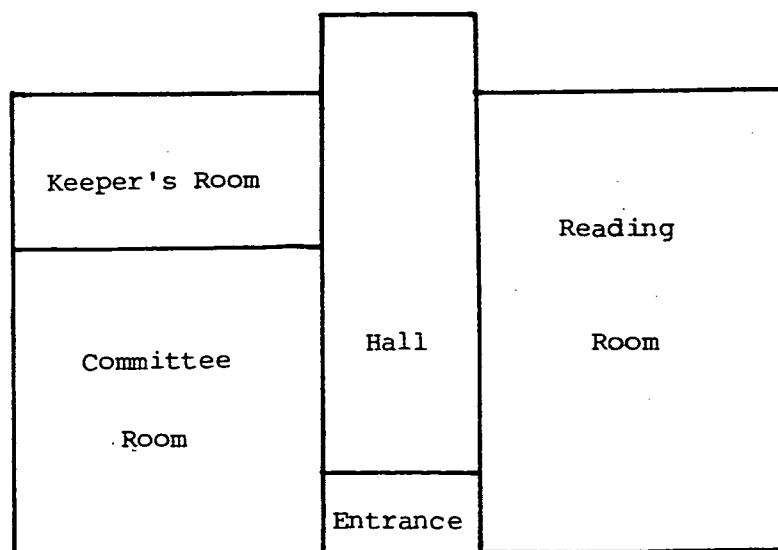 Keeper's Room
Reading
Room
Hall
Committee
Room
Entrance